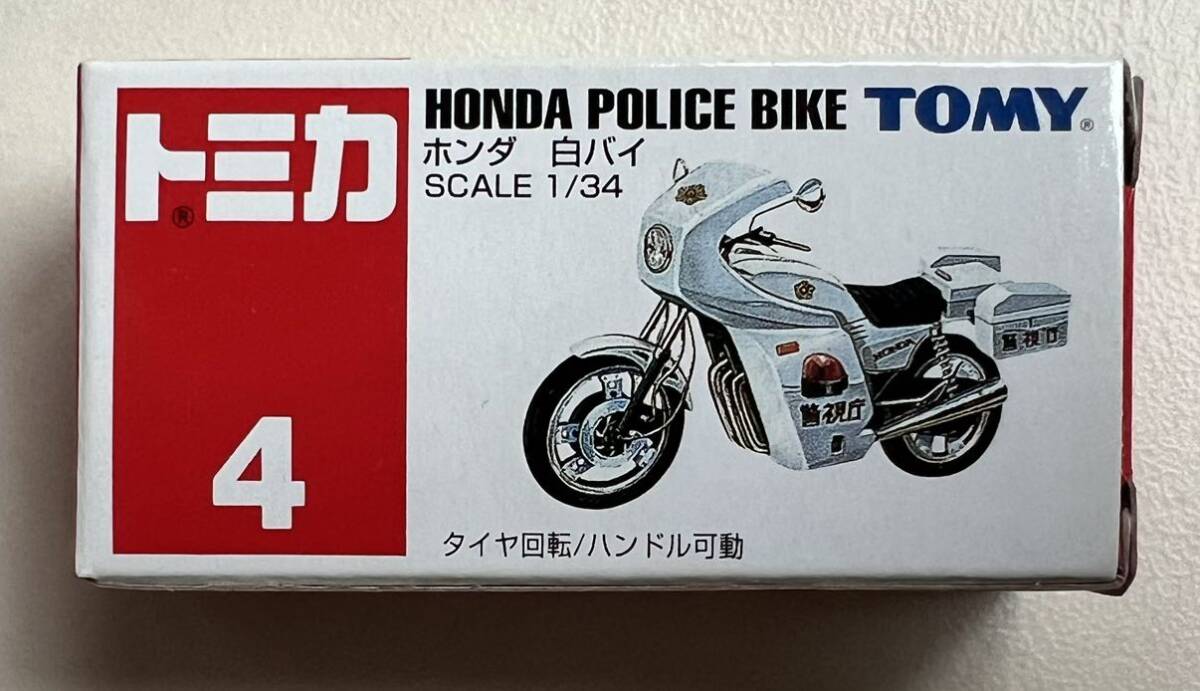 トミカ®
4
HONDA POLICE BIKE TOMY®
ホンダ 白バイ
SCALE 1/34
HONDA
警視庁
警視庁
タイヤ回転/ハンドル可動